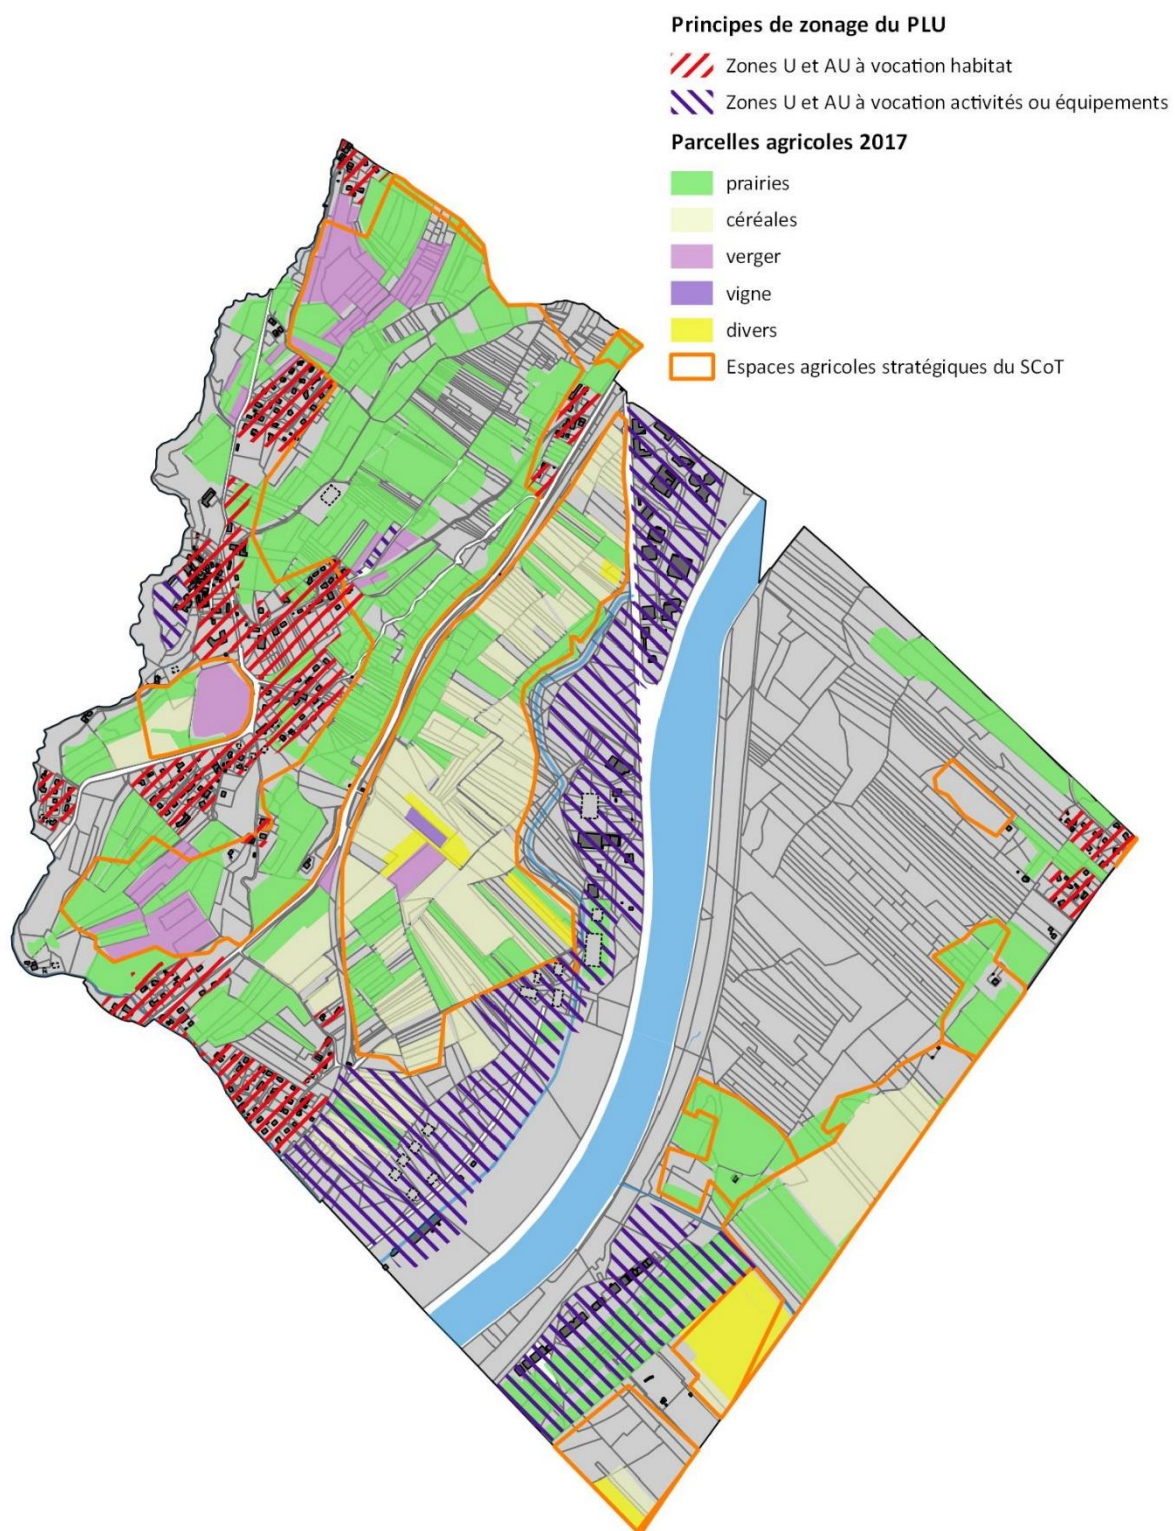 Principes de zonage du PLU
Zones U et AU à vocation habitat
Zones U et AU à vocation activités ou équipements
Parcelles agricoles 2017
prairies
céréales
verger
vigne
divers
Espaces agricoles stratégiques du SCoT